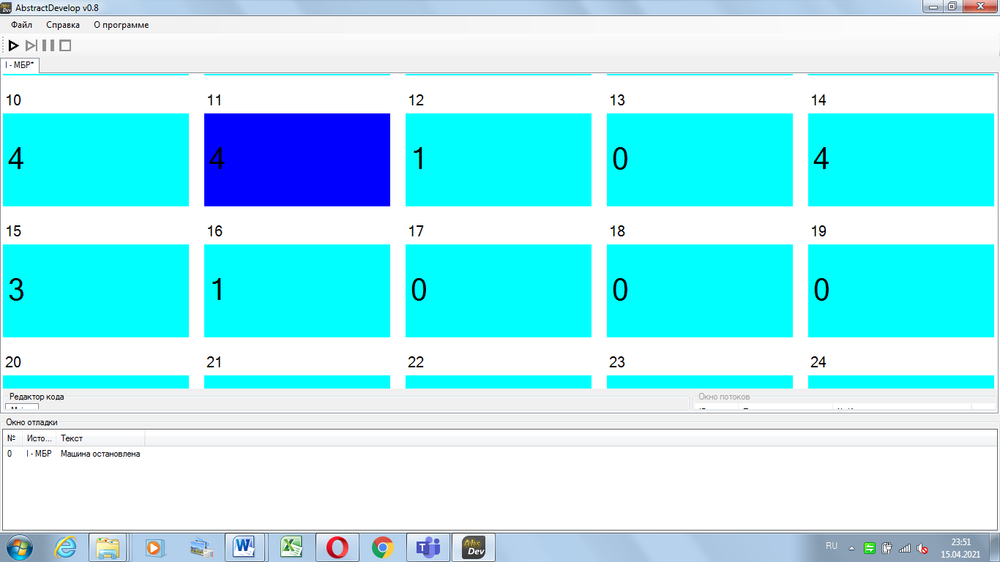 AbstractDevelop v0.8
Файл Справка О программе
I - МБР*
10 11 12 13 14
4 4 1 0 4
15 16 17 18 19
3 1 0 0 0
20 21 22 23 24
Редактор кода Окно потоков
Окно отладки
№ Исто... Текст
0 I - МБР Машина остановлена
RU 23:51
15.04.2021
Abs
Dev